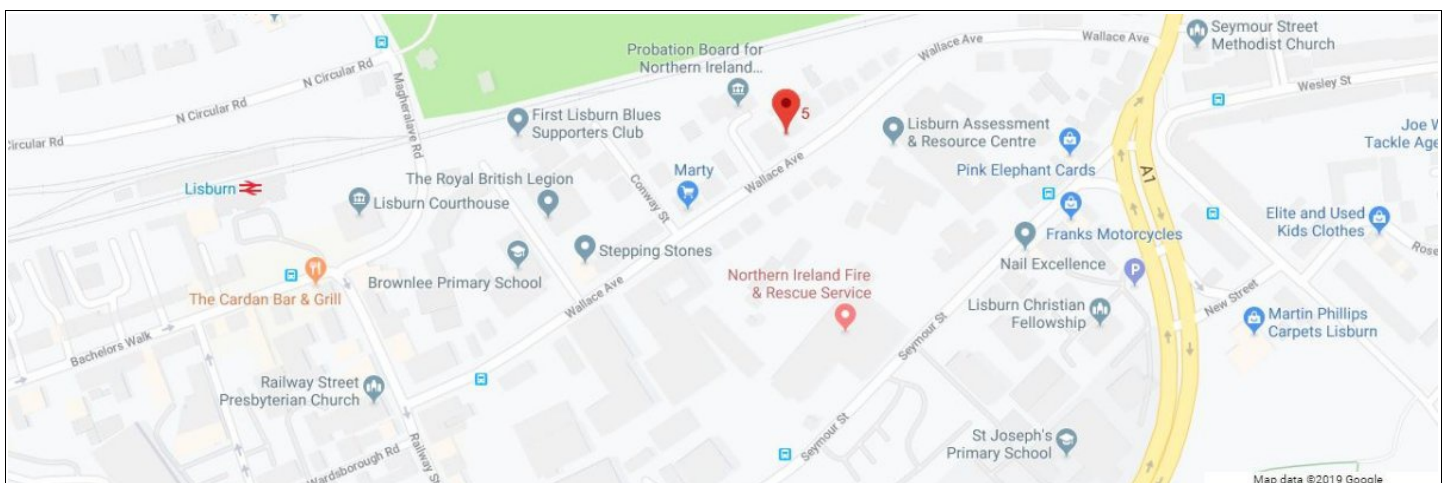 Seymour Street
Methodist Church
Wallace Ave
Wallace Ave
Probation Board for
Northern Ireland...
N Circular Rd
N Circular Rd
Circular Rd
Magheralave Rd
Wesley St
First Lisburn Blues
Supporters Club
5
Lisburn Assessment
& Resource Centre
Joe W
Tackle Age
Pink Elephant Cards
A1
Marty
Wallace Ave
Conway St
The Royal British Legion
Lisburn
Lisburn Courthouse
Elite and Used
Kids Clothes
Franks Motorcycles
Rose
Stepping Stones
Nail Excellence
P
Brownlee Primary School
Northern Ireland Fire
& Rescue Service
The Cardan Bar & Grill
Wallace Ave
Lisburn Christian
Fellowship
New Street
Martin Phillips
Carpets Lisburn
Bachelors Walk
Seymour St
Railway Street
Presbyterian Church
Railway St
St Joseph's
Primary School
Seymour St
Wardsborough Rd
Map data ©2019 Google